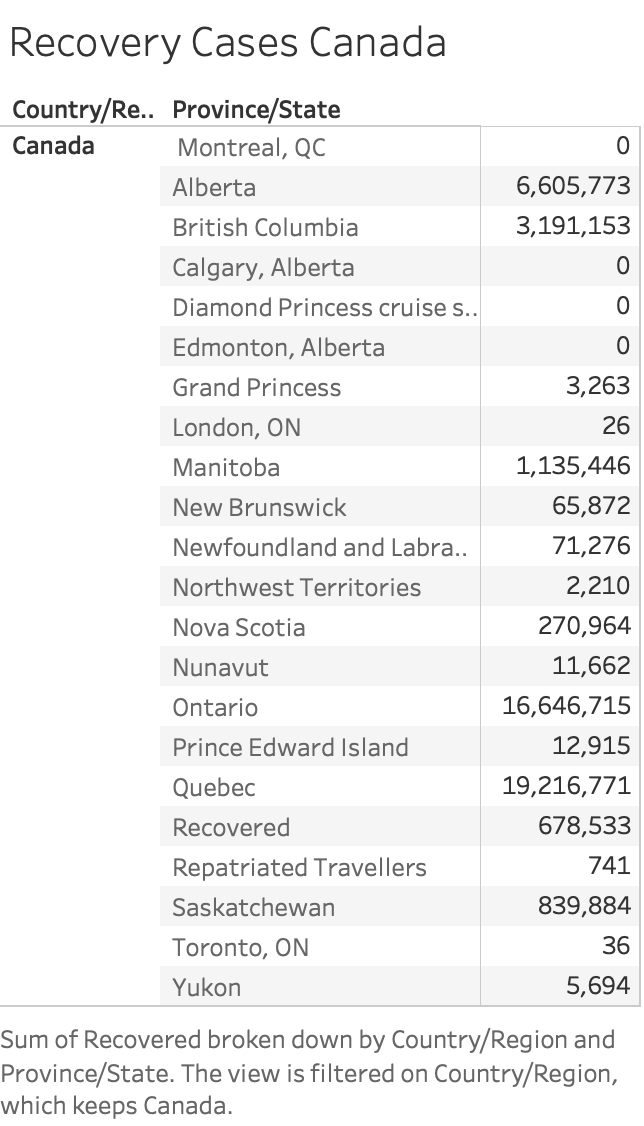 Recovery Cases Canada
Country/Re.. Province/State
Canada Montreal, QC 0
Alberta 6,605,773
British Columbia 3,191,153
Calgary, Alberta 0
Diamond Princess cruise s.. 0
Edmonton, Alberta 0
Grand Princess 3,263
London, ON 26
Manitoba 1,135,446
New Brunswick 65,872
Newfoundland and Labra.. 71,276
Northwest Territories 2,210
Nova Scotia 270,964
Nunavut 11,662
Ontario 16,646,715
Prince Edward Island 12,915
Quebec 19,216,771
Recovered 678,533
Repatriated Travellers 741
Saskatchewan 839,884
Toronto, ON 36
Yukon 5,694
Sum of Recovered broken down by Country/Region and
Province/State. The view is filtered on Country/Region,
which keeps Canada.